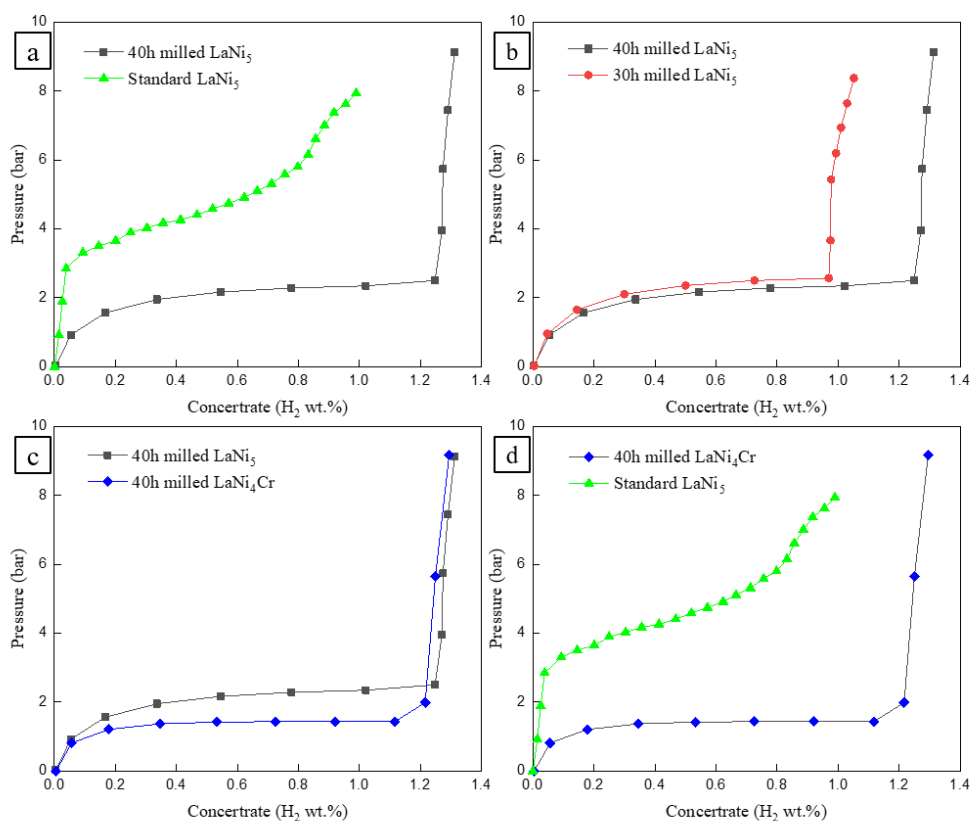 a
40h milled LaNi₅
Standard LaNi₅
Pressure (bar)
10
8
6
4
2
0
0.0 0.2 0.4 0.6 0.8 1.0 1.2 1.4
Concertrate (H₂ wt.%)
b
40h milled LaNi₅
30h milled LaNi₅
Pressure (bar)
10
8
6
4
2
0
0.0 0.2 0.4 0.6 0.8 1.0 1.2 1.4
Concertrate (H₂ wt.%)
c
40h milled LaNi₅
40h milled LaNi₄Cr
Pressure (bar)
10
8
6
4
2
0
0.0 0.2 0.4 0.6 0.8 1.0 1.2 1.4
Concertrate (H₂ wt.%)
d
40h milled LaNi₄Cr
Standard LaNi₅
Pressure (bar)
10
8
6
4
2
0
0.0 0.2 0.4 0.6 0.8 1.0 1.2 1.4
Concertrate (H₂ wt.%)